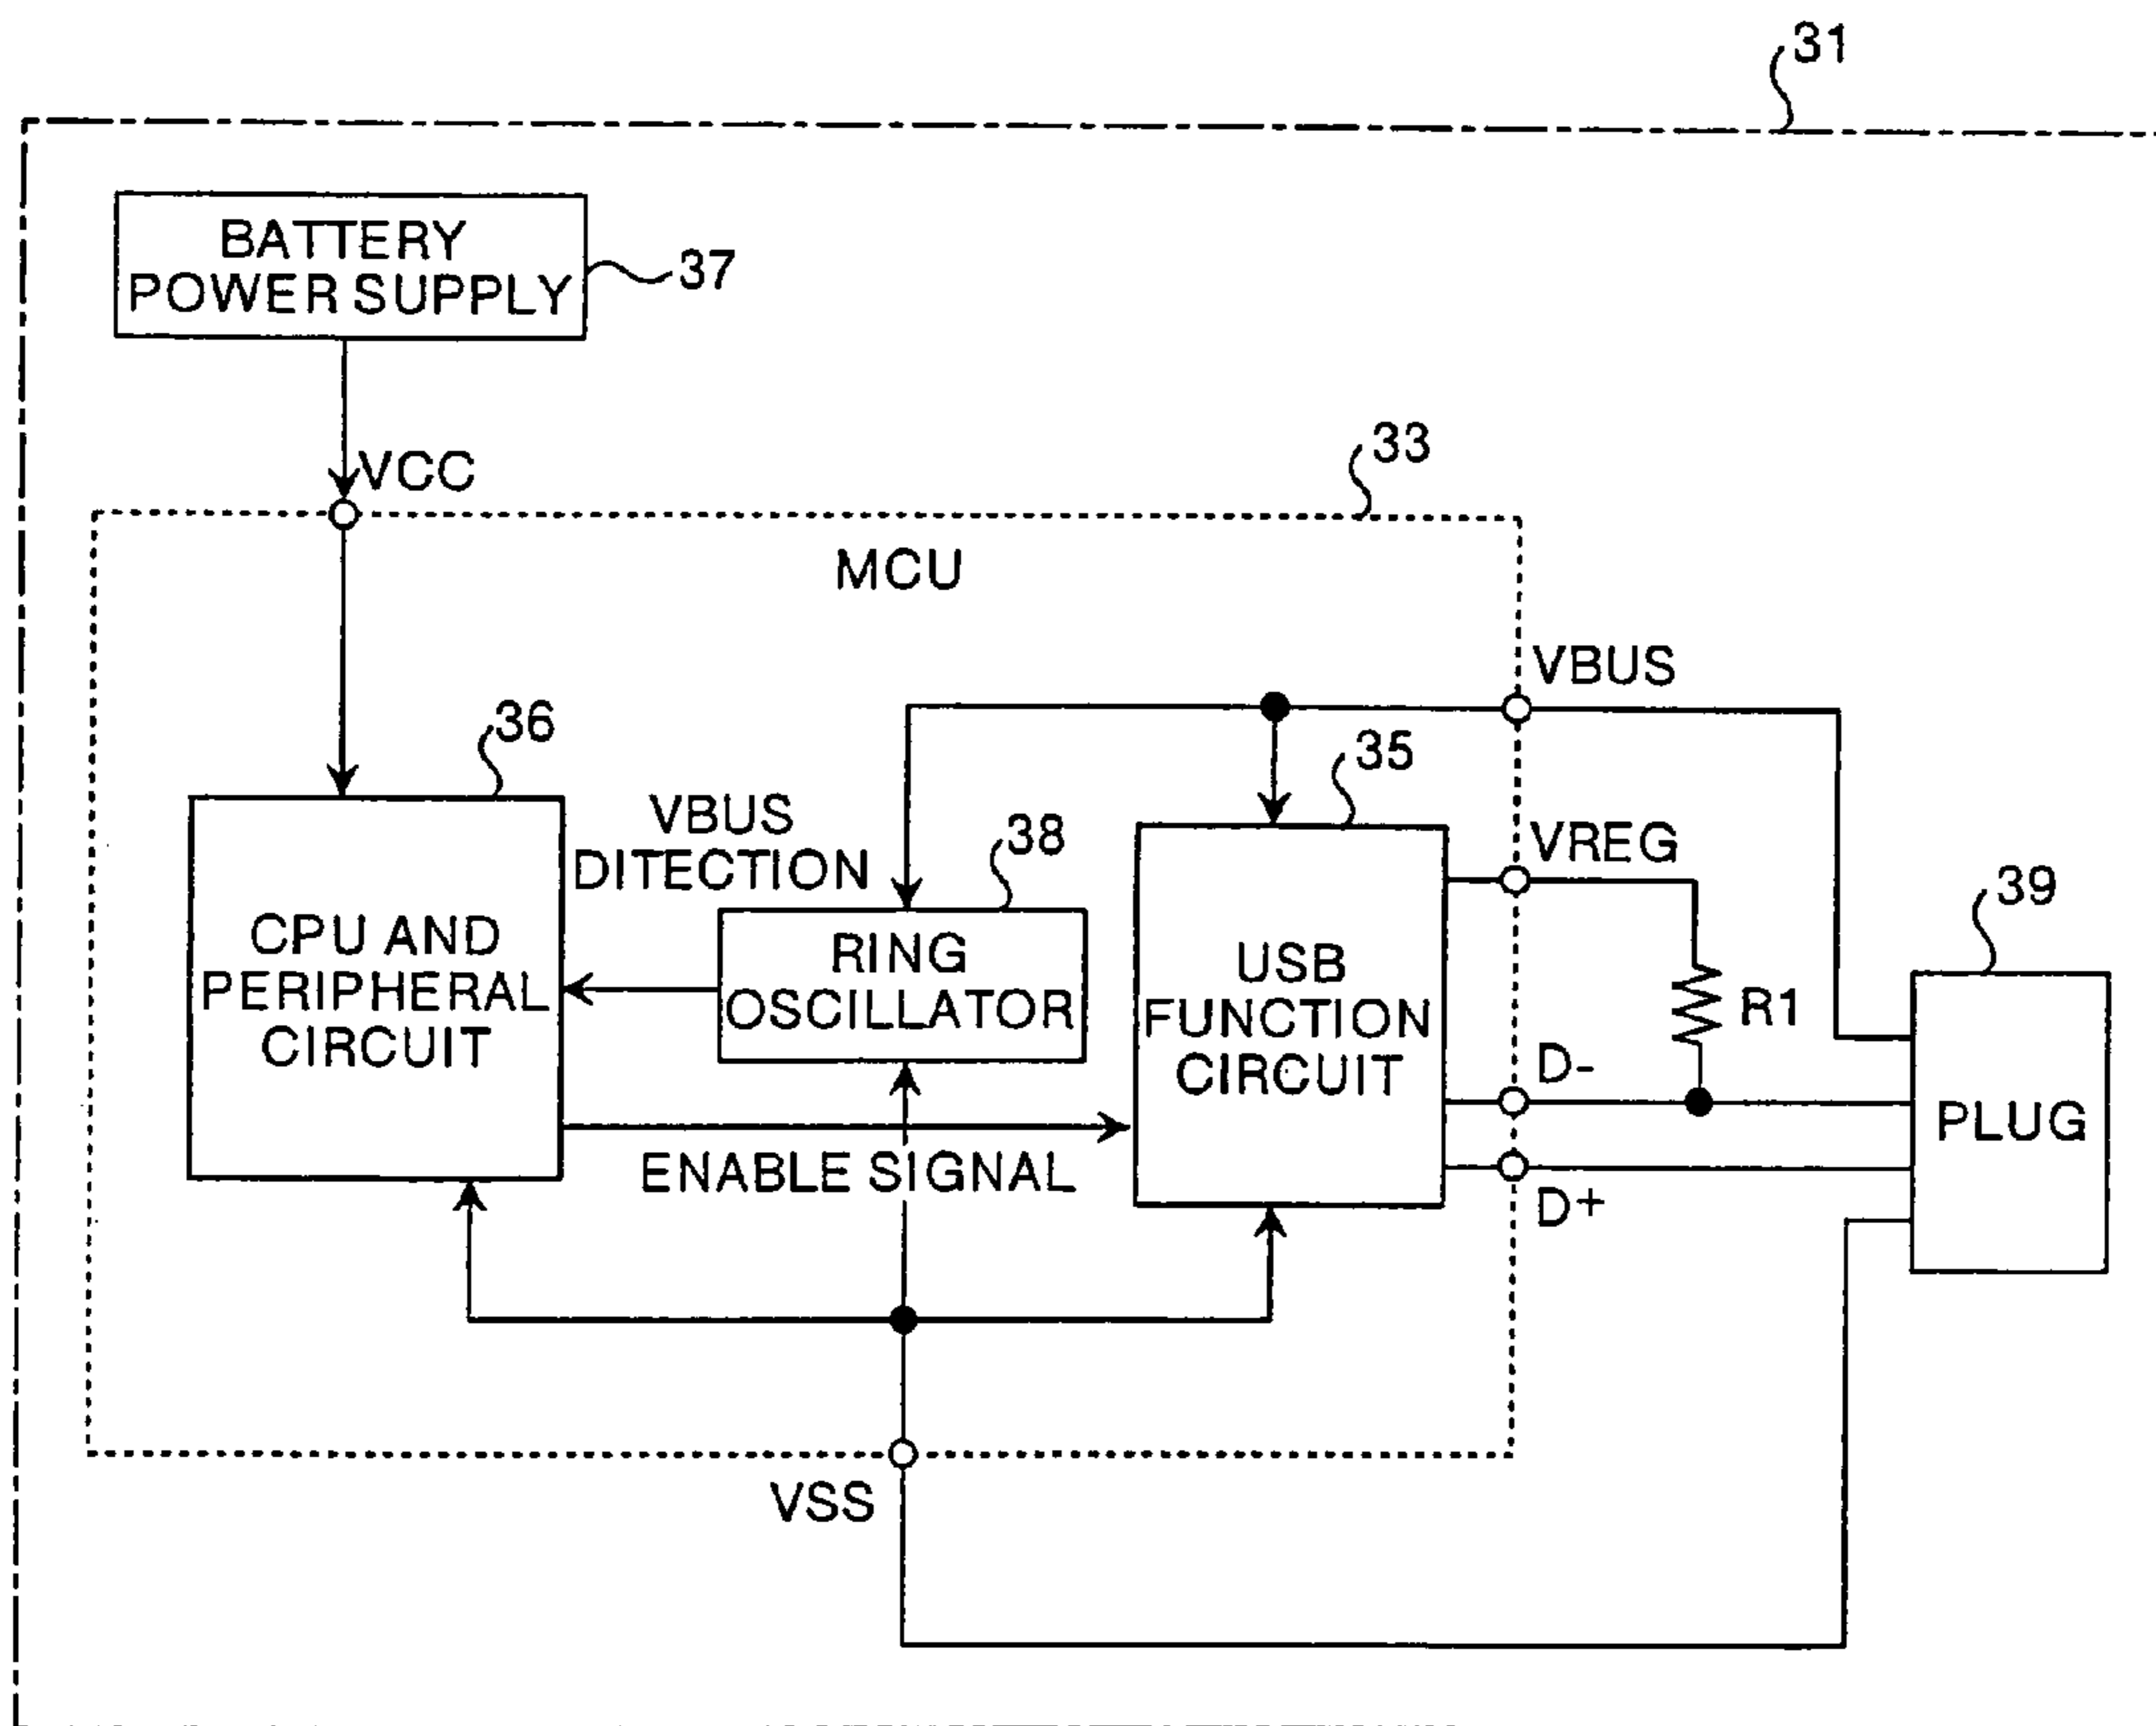 31
BATTERY
POWER SUPPLY
37
VCC
33
MCU
VBUS
36
35
VBUS
DITECTION
38
VREG
39
CPU AND
PERIPHERAL
CIRCUIT
RING
OSCILLATOR
USB
FUNCTION
CIRCUIT
R1
D-
PLUG
ENABLE SIGNAL
D+
VSS